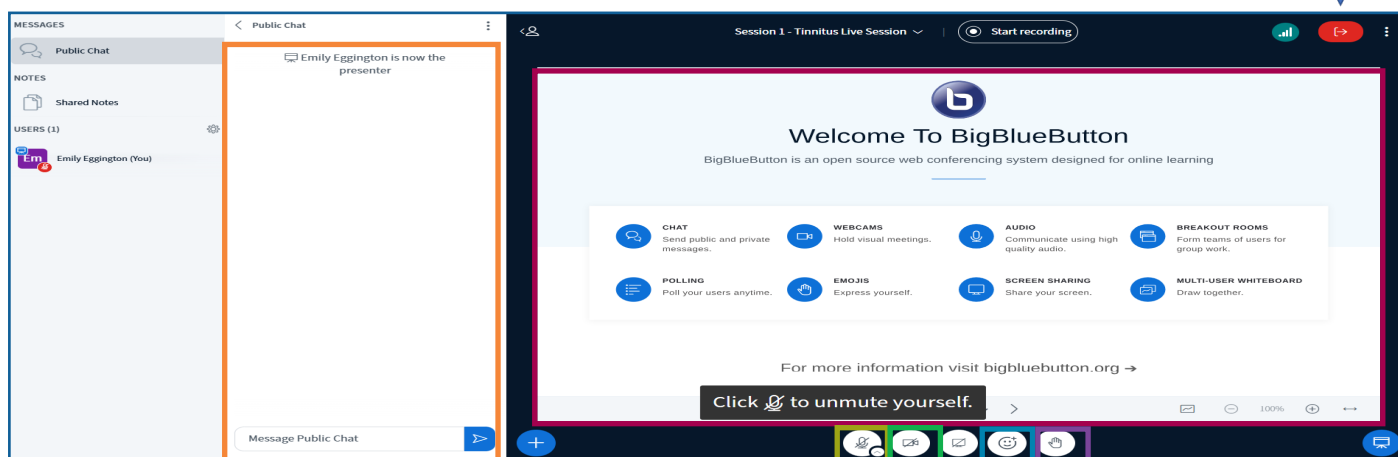 MESSAGES
Public Chat
NOTES
Shared Notes
USERS (1)
Em
Emily Eggington (You)
Public Chat
Emily Eggington is now the
presenter
Message Public Chat
Session 1 - Tinnitus Live Session
Start recording
b
Welcome To BigBlueButton
BigBlueButton is an open source web conferencing system designed for online learning
CHAT
Send public and private
messages.
WEBCAMS
Hold visual meetings.
AUDIO
Communicate using high
quality audio.
BREAKOUT ROOMS
Form teams of users for
group work.
POLLING
Poll your users anytime.
EMOJIS
Express yourself.
SCREEN SHARING
Share your screen.
MULTI-USER WHITEBOARD
Draw together.
For more information visit bigbluebutton.org →
Click to unmute yourself.
100%